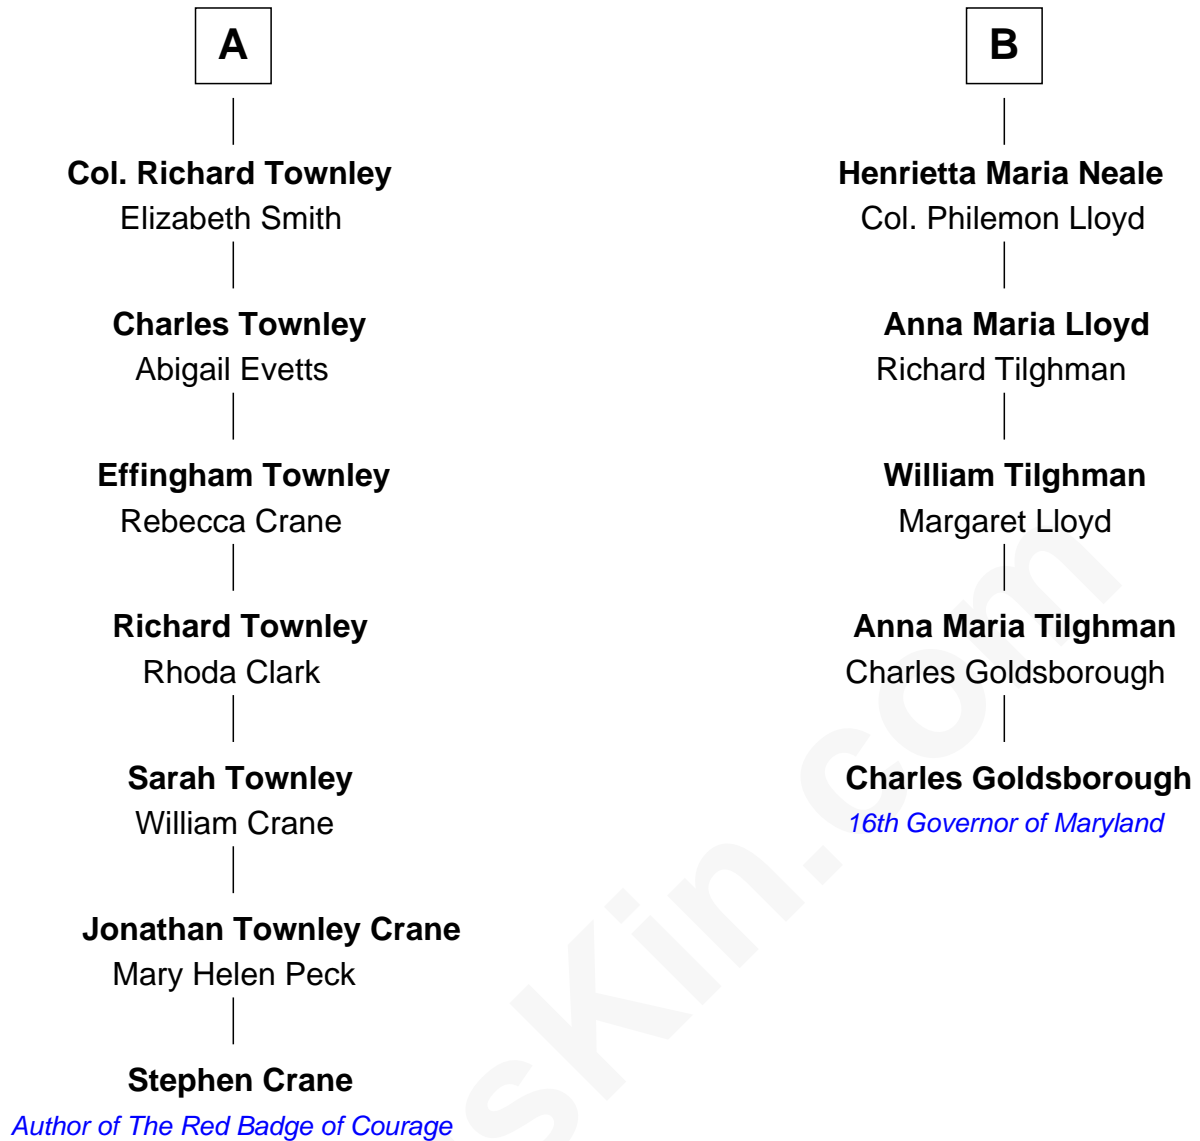 A
Col. Richard Townley
Elizabeth Smith
Charles Townley
Abigail Evetts
Effingham Townley
Rebecca Crane
Richard Townley
Rhoda Clark
Sarah Townley
William Crane
Jonathan Townley Crane
Mary Helen Peck
Stephen Crane
Author of The Red Badge of Courage
B
Henrietta Maria Neale
Col. Philemon Lloyd
Anna Maria Lloyd
Richard Tilghman
William Tilghman
Margaret Lloyd
Anna Maria Tilghman
Charles Goldsborough
Charles Goldsborough
16th Governor of Maryland
sKin.com